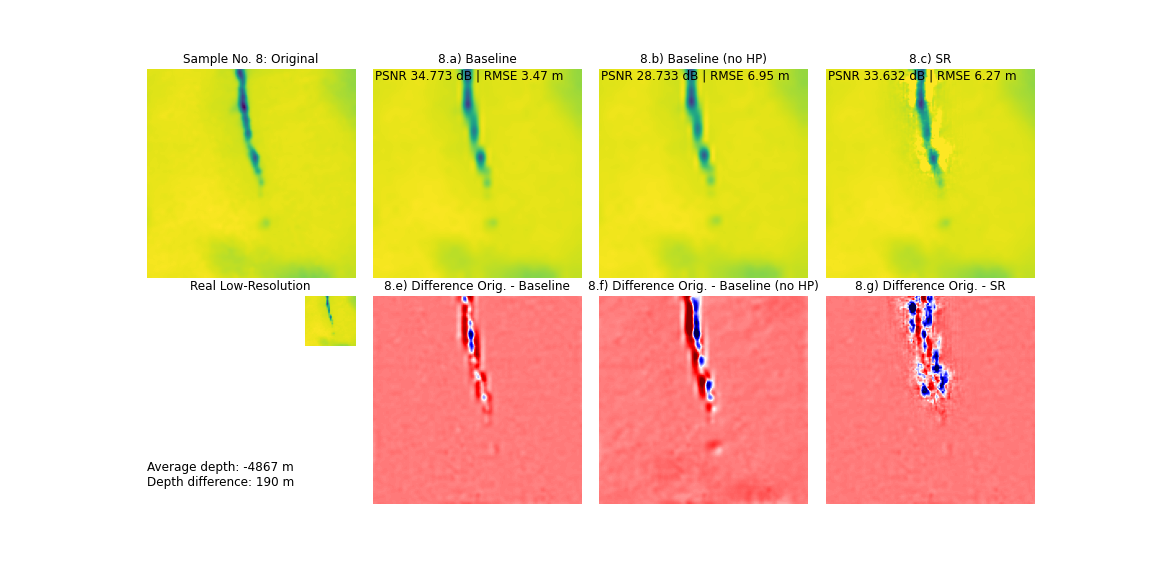 Sample No. 8: Original
8.a) Baseline
8.b) Baseline (no HP)
8.c) SR
PSNR 34.773 dB | RMSE 3.47 m
PSNR 28.733 dB | RMSE 6.95 m
PSNR 33.632 dB | RMSE 6.27 m
Real Low-Resolution
8.e) Difference Orig. - Baseline
8.f) Difference Orig. - Baseline (no HP)
8.g) Difference Orig. - SR
Average depth: -4867 m
Depth difference: 190 m